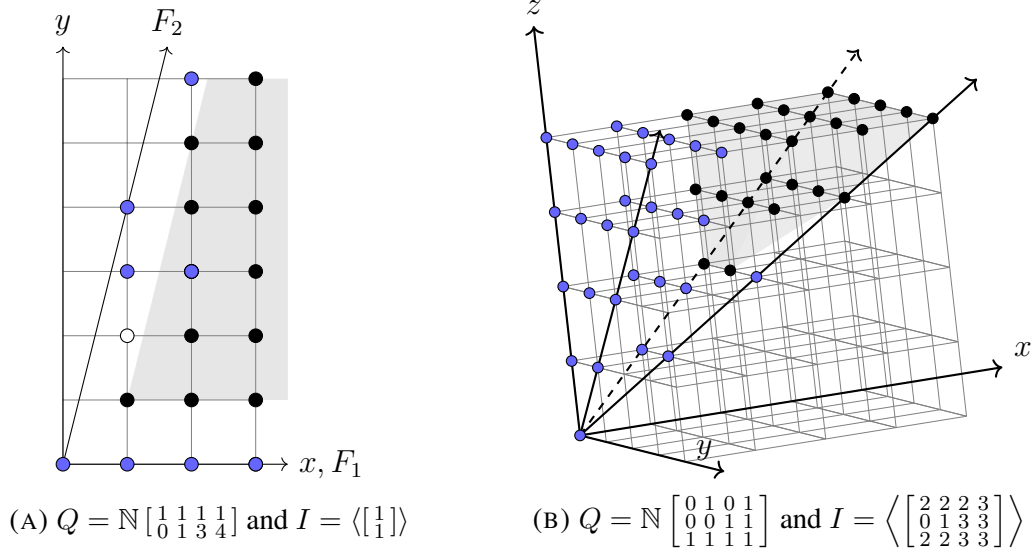 y
F₂
x, F₁
(A) Q = ℕ [1 1 1 1; 0 1 3 4] and I = ⟨[1; 1]⟩
z
x
y
(B) Q = ℕ [0 1 0 1; 0 0 1 1; 1 1 1 1] and I = ⟨[2 2 2 3; 0 1 3 3; 2 2 3 3]⟩